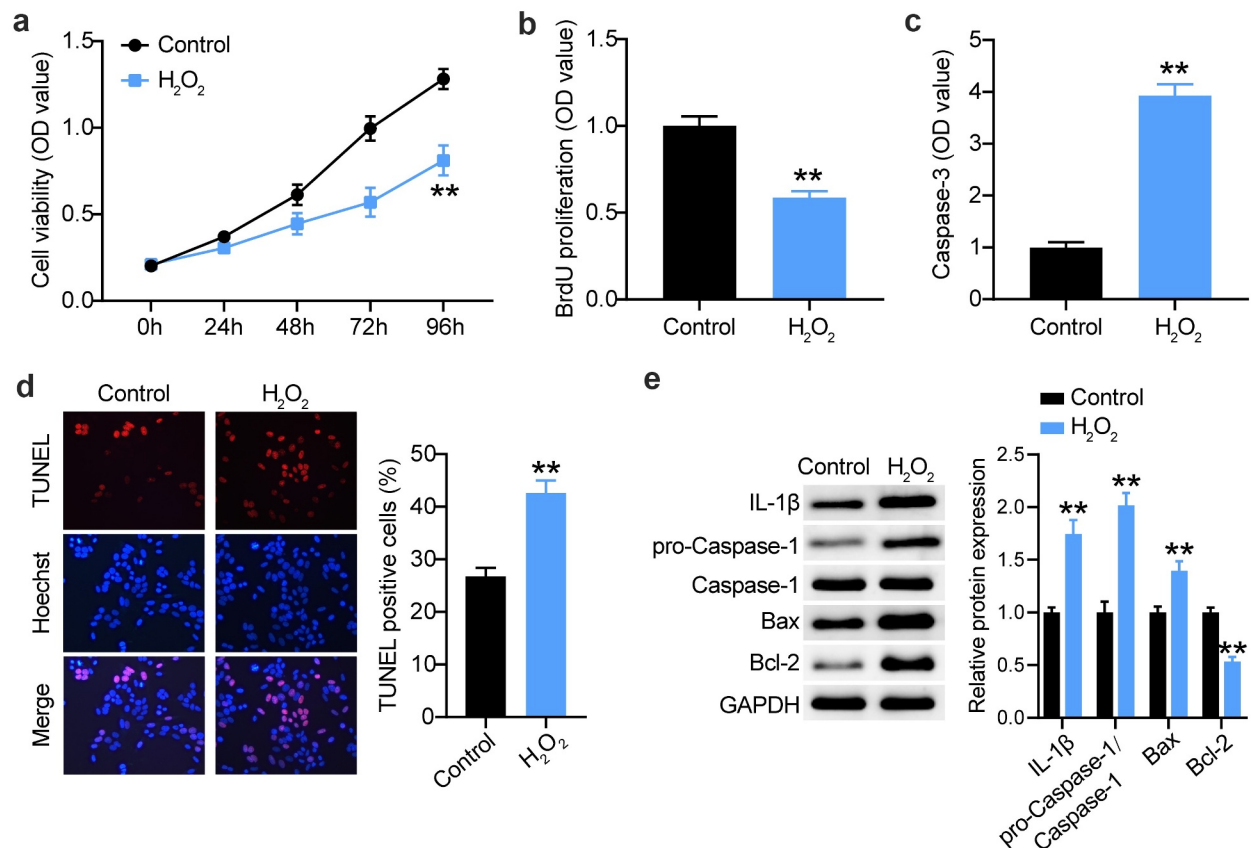 a
Cell viability (OD value)
1.5
1.0
0.5
0.0
Control
H₂O₂
**
0h 24h 48h 72h 96h
b
BrdU proliferation (OD value)
1.5
1.0
0.5
0.0
**
Control H₂O₂
c
Caspase-3 (OD value)
5
4
3
2
1
0
**
Control H₂O₂
d
Control H₂O₂
TUNEL
Hoechst
Merge
TUNEL positive cells (%)
50
40
30
20
10
0
**
Control H₂O₂
e
Control H₂O₂
IL-1β
pro-Caspase-1
Caspase-1
Bax
Bcl-2
GAPDH
Control
H₂O₂
Relative protein expression
2.5
2.0
1.5
1.0
0.5
0.0
**
**
**
**
IL-1β
pro-Caspase-1/
Caspase-1
Bax
Bcl-2